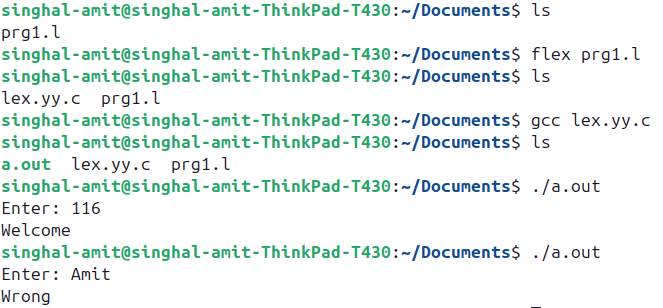 singhal-amit@singhal-amit-ThinkPad-T430:~/Documents$ ls
prg1.l
singhal-amit@singhal-amit-ThinkPad-T430:~/Documents$ flex prg1.l
singhal-amit@singhal-amit-ThinkPad-T430:~/Documents$ ls
lex.yy.c  prg1.l
singhal-amit@singhal-amit-ThinkPad-T430:~/Documents$ gcc lex.yy.c
singhal-amit@singhal-amit-ThinkPad-T430:~/Documents$ ls
a.out  lex.yy.c  prg1.l
singhal-amit@singhal-amit-ThinkPad-T430:~/Documents$ ./a.out
Enter: 116
Welcome
singhal-amit@singhal-amit-ThinkPad-T430:~/Documents$ ./a.out
Enter: Amit
Wrong